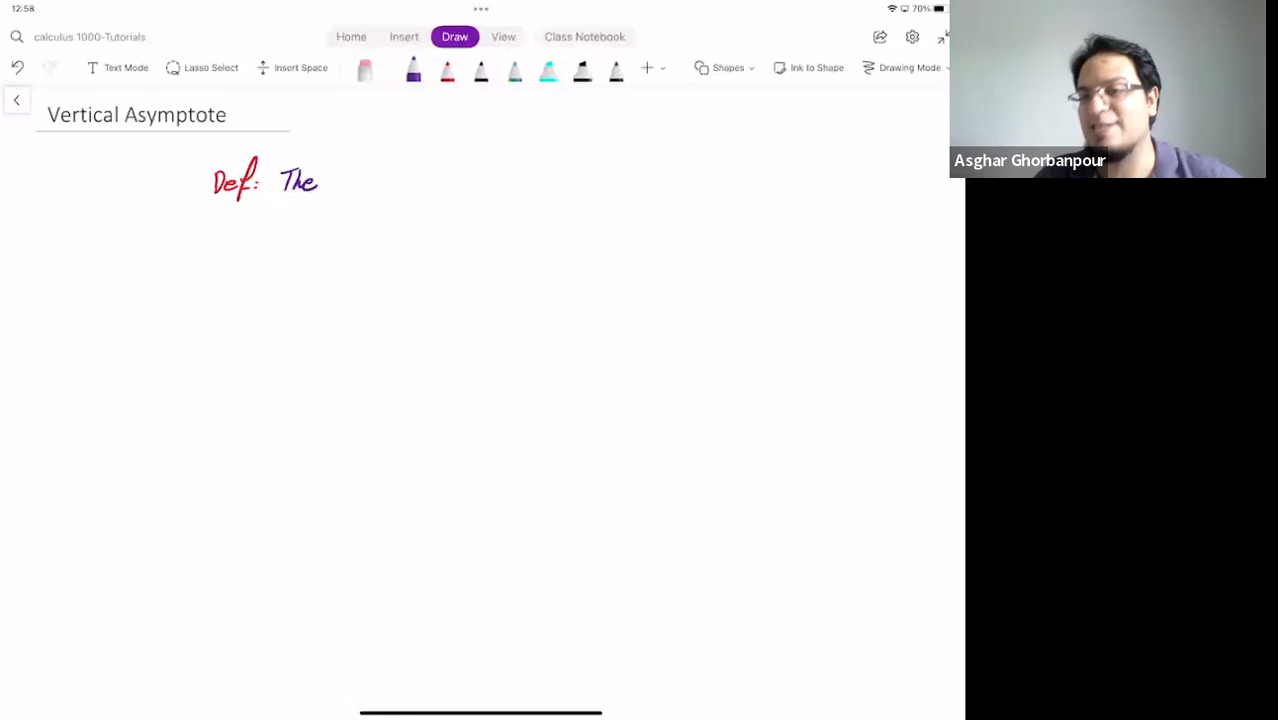 12:58
70%
calculus 1000-Tutorials
Home Insert Draw View Class Notebook
Text Mode Lasso Select Insert Space Shapes Ink to Shape Drawing Mode
Vertical Asymptote
Def: The
Asghar Ghorbanpour